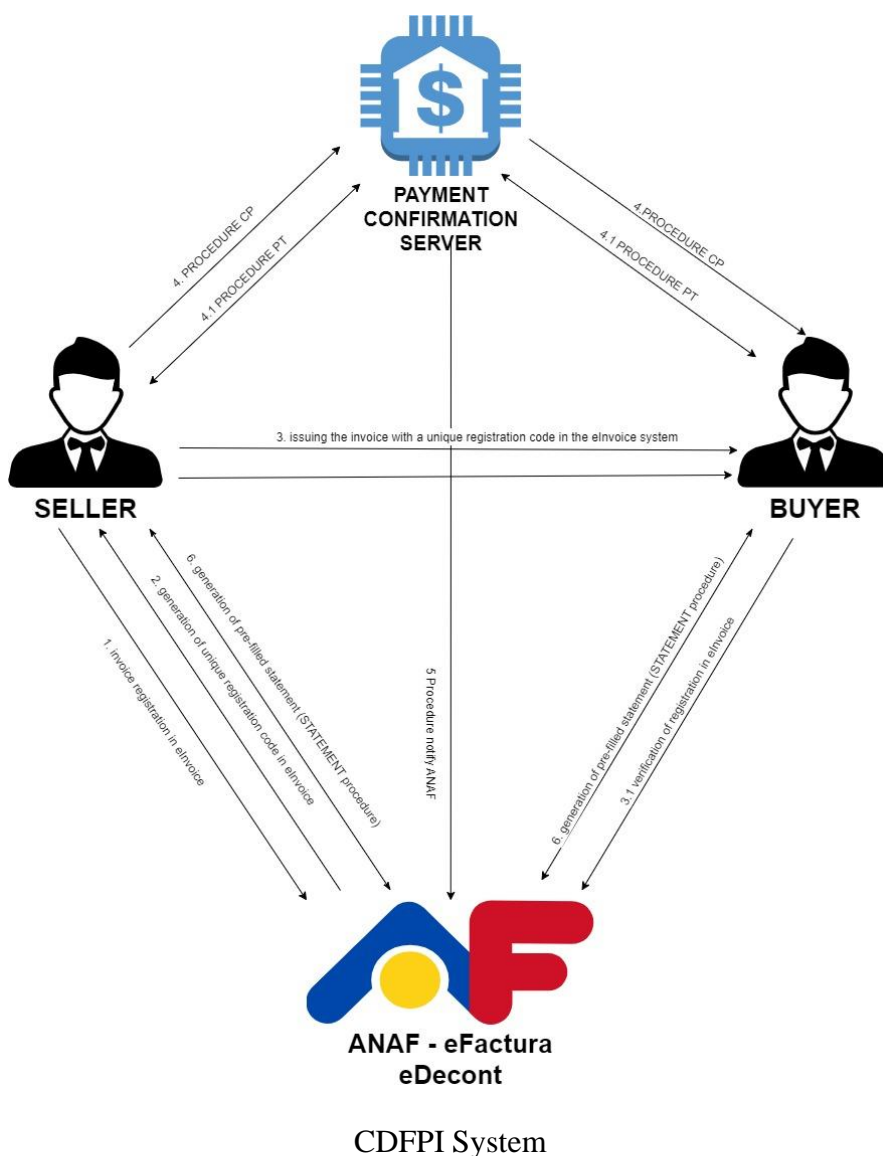 $
PAYMENT
CONFIRMATION
SERVER
4. PROCEDURE CP
4.1 PROCEDURE PT
4.PROCEDURE CP
4.1 PROCEDURE PT
3. issuing the invoice with a unique registration code in the eInvoice system
SELLER
BUYER
1. invoice registration in eInvoice
2. generation of unique registration code in eInvoice
6. generation of pre-filled statement (STATEMENT procedure)
5 Procedure notify ANAF
6. generation of pre-filled statement (STATEMENT procedure)
3.1 verification of registration in eInvoice
ANAF - eFactura
eDecont
CDFPI System